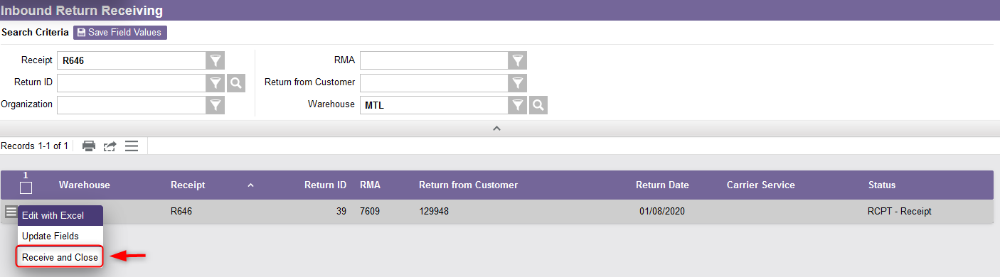 Inbound Return Receiving
Search Criteria Save Field Values
Receipt R646 RMA
Return ID Return from Customer
Organization Warehouse MTL
Records 1-1 of 1
1
Warehouse Receipt Return ID RMA Return from Customer Return Date Carrier Service Status
R646 39 7609 129948 01/08/2020 RCPT - Receipt
Edit with Excel
Update Fields
Receive and Close